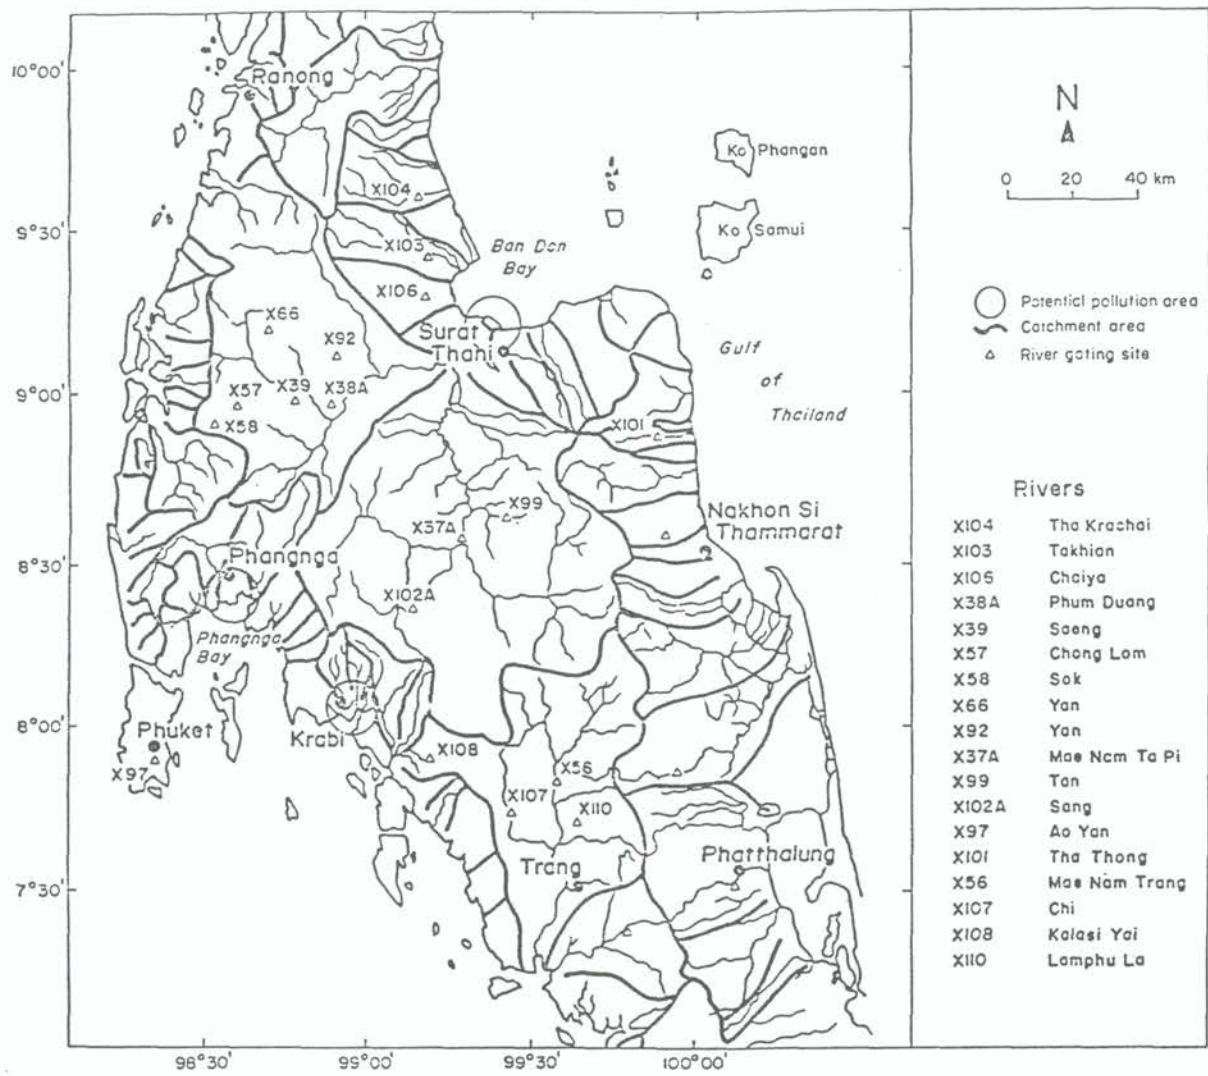 10°00'
9°30'
9°00'
8°30'
8°00'
7°30'
98°30'
99°00'
99°30'
100°00'
Ranong
X104
X103
X106
Ban Don
Bay
Ko Phangan
Ko Samui
X66
X92
Surat
Thani
Gulf
of
Thailand
X57
X39
X38A
X58
X101
X99
X37A
Nakhon Si
Thammarat
Phangnga
X102A
Phangnga
Bay
Phuket
X97
Krabi
X108
X56
X107
X110
Trang
Phatthalung
N
0 20 40 km
Potential pollution area
Catchment area
River gating site
Rivers
X104 Tha Krachai
X103 Takhian
X106 Chaiya
X38A Phum Duang
X39 Saeng
X57 Chong Lom
X58 Sok
X66 Yan
X92 Yan
X37A Mae Nam Ta Pi
X99 Tan
X102A Sang
X97 Ao Yan
X101 Tha Thong
X56 Mae Nam Trang
X107 Chi
X108 Kalasi Yai
X110 Lamphu La